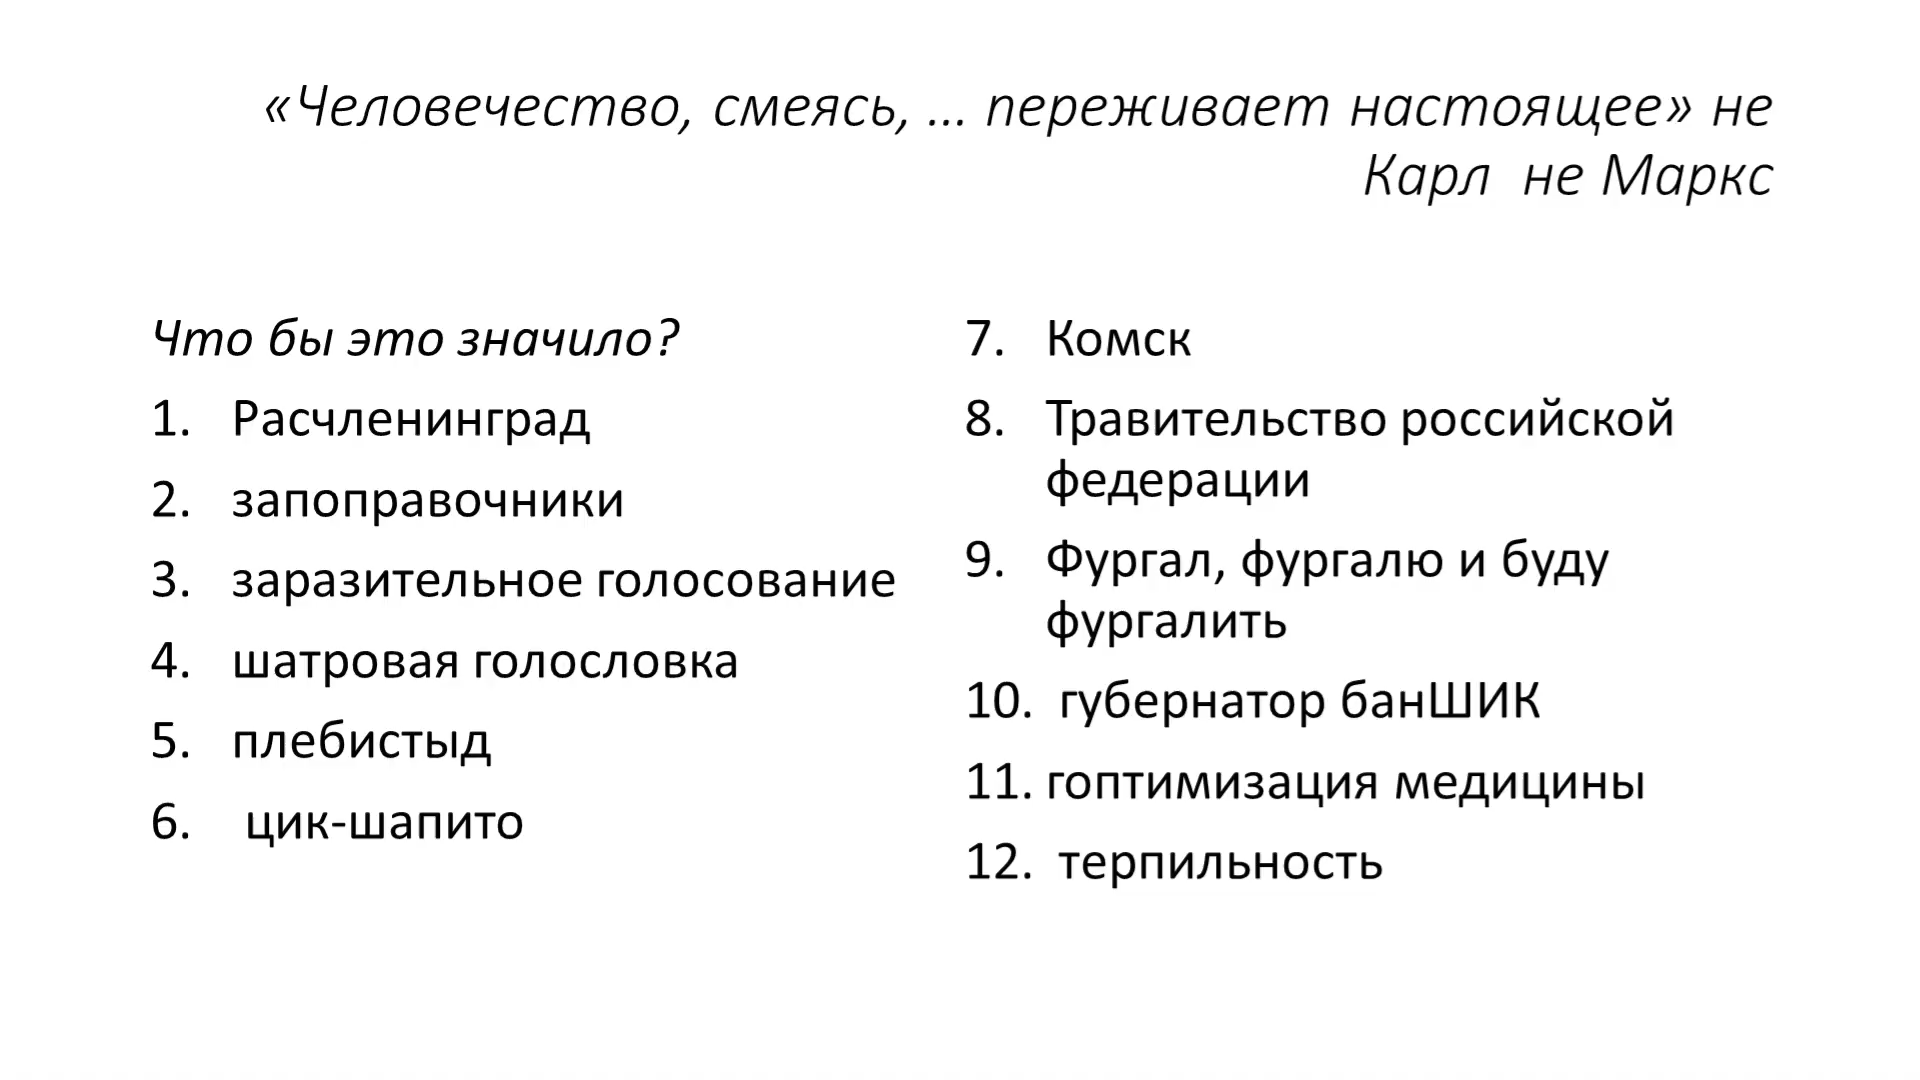 «Человечество, смеясь, ... переживает настоящее» не
Карл не Маркс
Что бы это значило?
1. Расчленинград
2. запоправочники
3. заразительное голосование
4. шатровая голословка
5. плебистыд
6. цик-шапито
7. Комск
8. Травительство российской
федерации
9. Фургал, фургалю и буду
фургалить
10. губернатор банШИК
11. гоптимизация медицины
12. терпильность